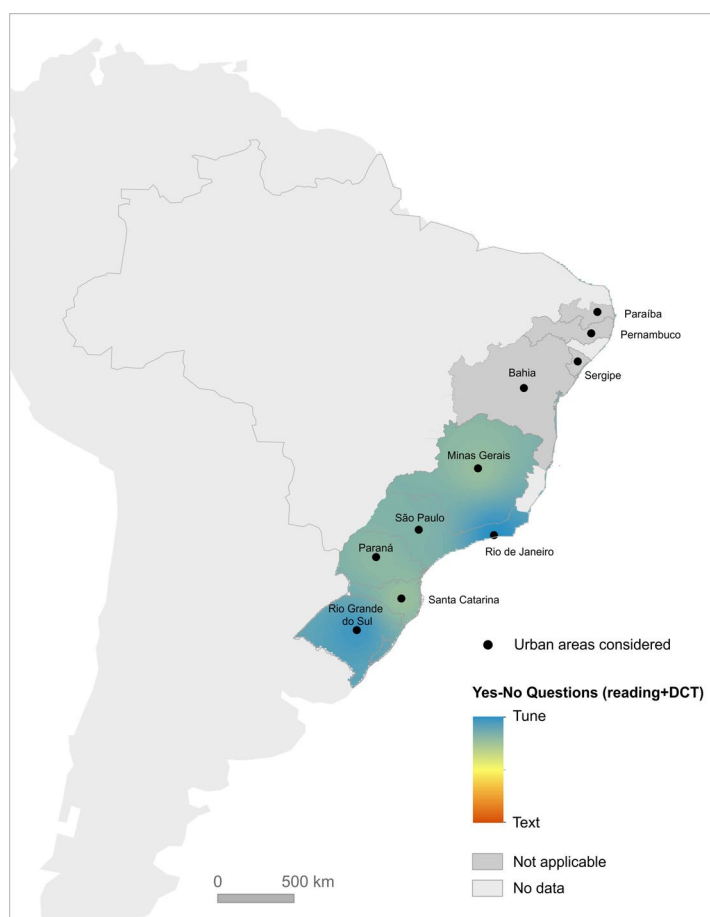 Paraíba
Pernambuco
Sergipe
Bahia
Minas Gerais
São Paulo
Rio de Janeiro
Paraná
Santa Catarina
Rio Grande
do Sul
Urban areas considered
Yes-No Questions (reading+DCT)
Tune
Text
Not applicable
No data
0 500 km